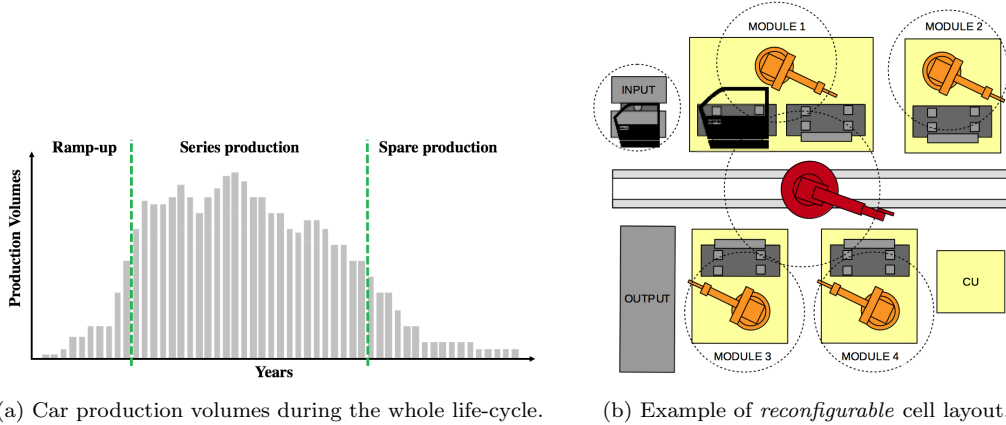 Ramp-up
Series production
Spare production
Production Volumes
Years
(a) Car production volumes during the whole life-cycle.
MODULE 1
MODULE 2
INPUT
OUTPUT
CU
MODULE 3
MODULE 4
(b) Example of reconfigurable cell layout.